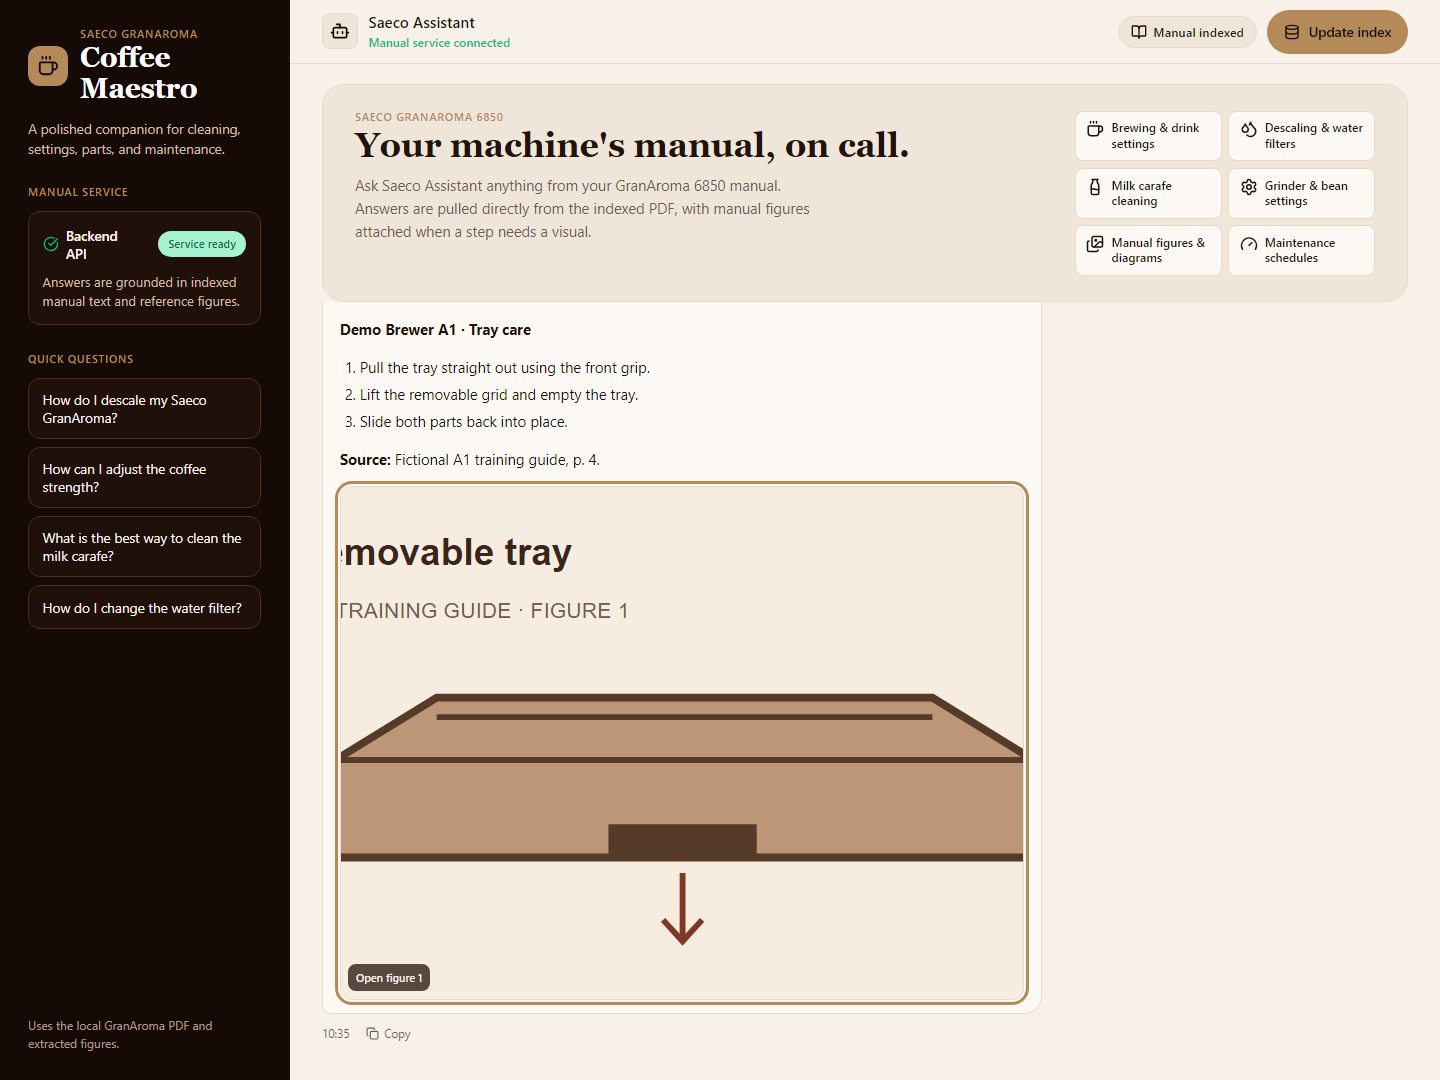 SAECO GRANAROMA
Coffee
Maestro
A polished companion for cleaning,
settings, parts, and maintenance.
MANUAL SERVICE
Backend
API
Service ready
Answers are grounded in indexed
manual text and reference figures.
QUICK QUESTIONS
How do I descale my Saeco
GranAroma?
How can I adjust the coffee
strength?
What is the best way to clean the
milk carafe?
How do I change the water filter?
Uses the local GranAroma PDF and
extracted figures.
Saeco Assistant
Manual service connected
Manual indexed
Update index
SAECO GRANAROMA 6850
Your machine's manual, on call.
Ask Saeco Assistant anything from your GranAroma 6850 manual.
Answers are pulled directly from the indexed PDF, with manual figures
attached when a step needs a visual.
Brewing & drink
settings
Descaling & water
filters
Milk carafe
cleaning
Grinder & bean
settings
Manual figures &
diagrams
Maintenance
schedules
Demo Brewer A1 · Tray care
1. Pull the tray straight out using the front grip.
2. Lift the removable grid and empty the tray.
3. Slide both parts back into place.
Source: Fictional A1 training guide, p. 4.
emovable tray
TRAINING GUIDE · FIGURE 1
Open figure 1
10:35
Copy